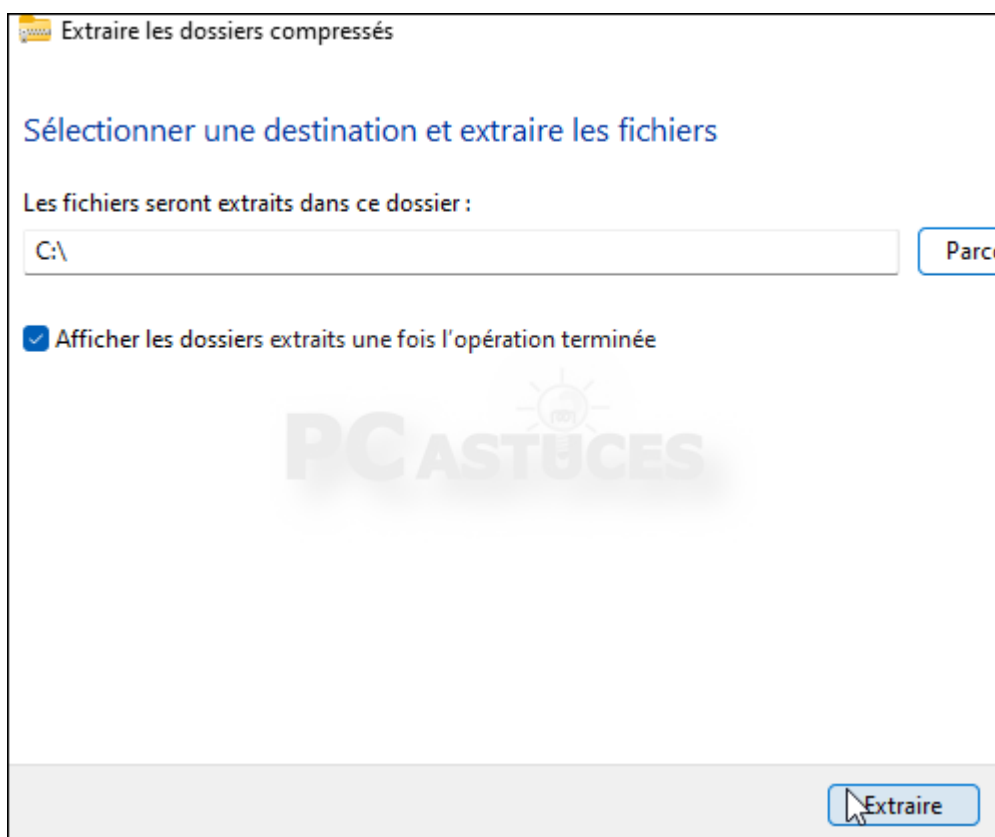 Extraire les dossiers compressés
Sélectionner une destination et extraire les fichiers
Les fichiers seront extraits dans ce dossier :
C:\
Parc
Afficher les dossiers extraits une fois l’opération terminée
PC ASTUCES
Extraire